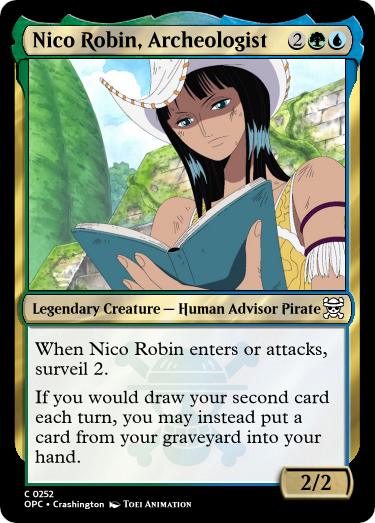 Nico Robin, Archeologist 2
Legendary Creature — Human Advisor Pirate
When Nico Robin enters or attacks,
surveil 2.
If you would draw your second card
each turn, you may instead put a
card from your graveyard into your
hand.
2/2
C 0252
OPC • Crashington TOEI ANIMATION